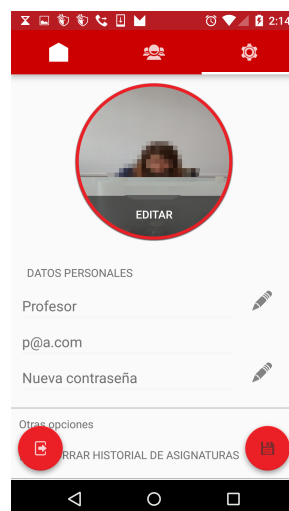 2:14
EDITAR
DATOS PERSONALES
Profesor
p@a.com
Nueva contraseña
Otras opciones
RRAR HISTORIAL DE ASIGNATURAS